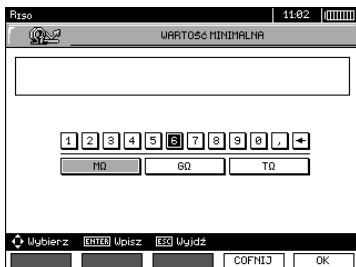 RISO 11:02
WARTOŚĆ MINIMALNA
1 2 3 4 5 6 7 8 9 0 ,
MΩ GΩ TΩ
Wybierz ENTER Wpisz ESC Wyjdź
COFNIJ OK